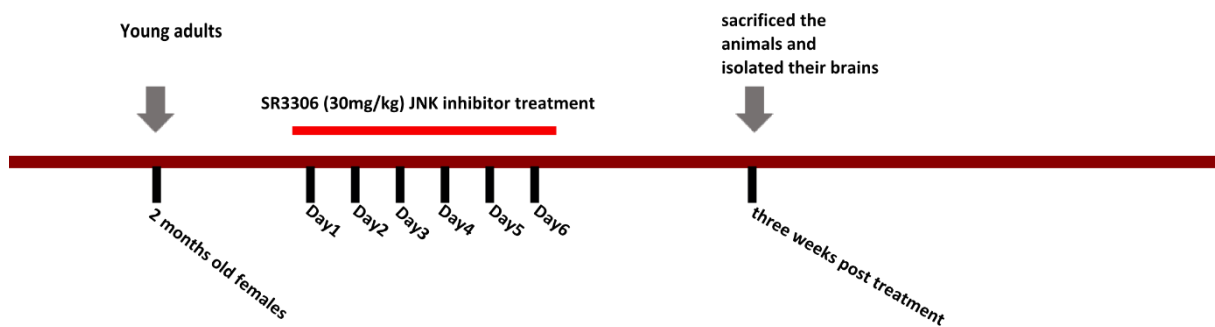 Young adults
sacrificed the
animals and
isolated their brains
SR3306 (30mg/kg) JNK inhibitor treatment
2 months old females
Day1
Day2
Day3
Day4
Day5
Day6
three weeks post treatment